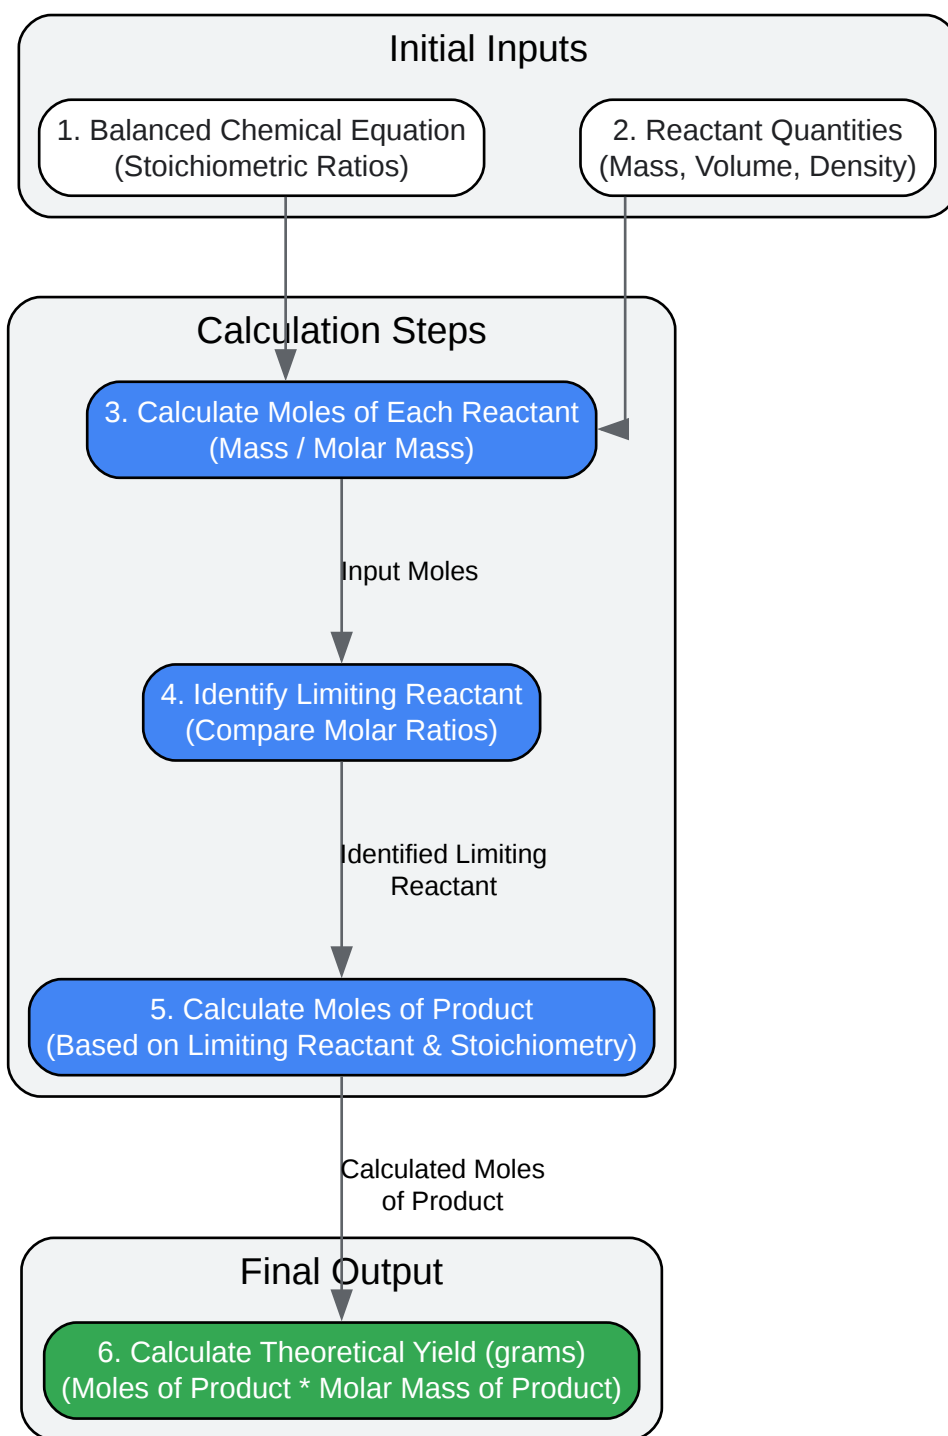 Initial Inputs
1. Balanced Chemical Equation
(Stoichiometric Ratios)
2. Reactant Quantities
(Mass, Volume, Density)
Calculation Steps
3. Calculate Moles of Each Reactant
(Mass / Molar Mass)
Input Moles
4. Identify Limiting Reactant
(Compare Molar Ratios)
Identified Limiting
Reactant
5. Calculate Moles of Product
(Based on Limiting Reactant & Stoichiometry)
Calculated Moles
of Product
Final Output
6. Calculate Theoretical Yield (grams)
(Moles of Product * Molar Mass of Product)